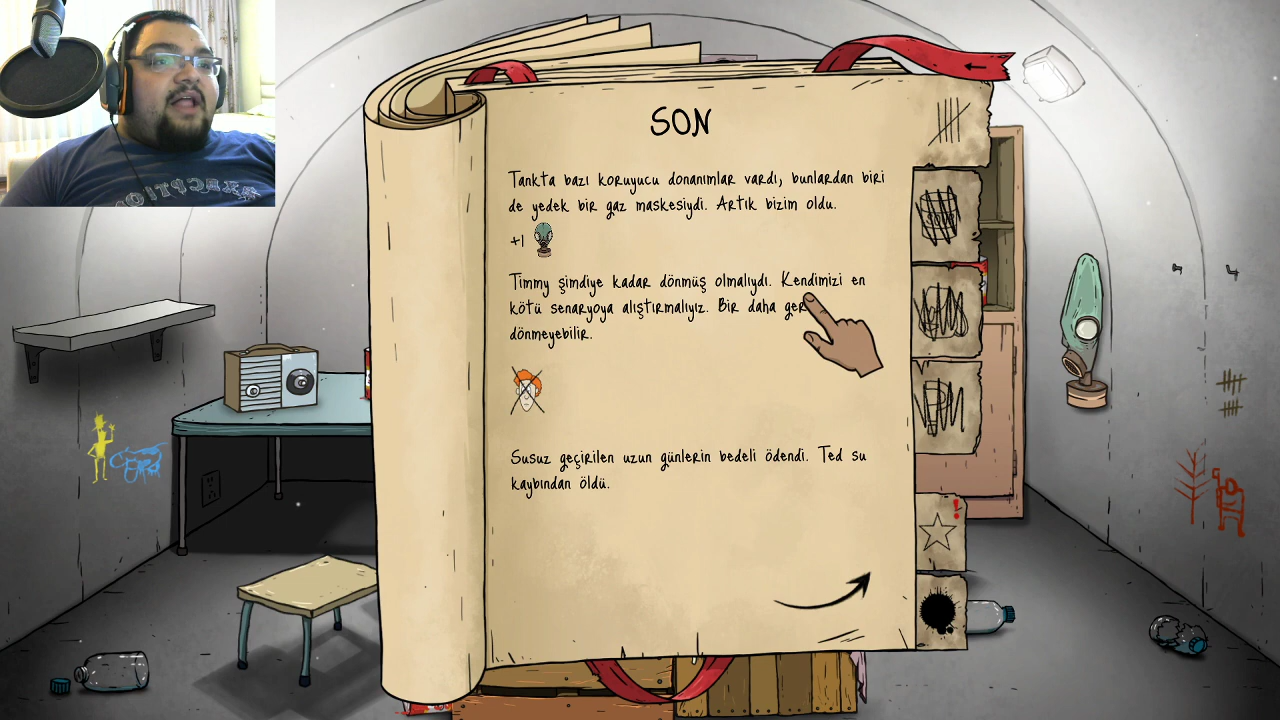 SON
Tankta bazı koruyucu donanımlar vardı, bunlardan biri
de yedek bir gaz maskesiydi. Artık bizim oldu.
+1
Timmy şimdiye kadar dönmüş olmalıydı. Kendimizi en
kötü senaryoya alıştırmalıyız. Bir daha
dönmeyebilir.
Susuz geçirilen uzun günlerin bedeli ödendi. Ted su
kaybından öldü.